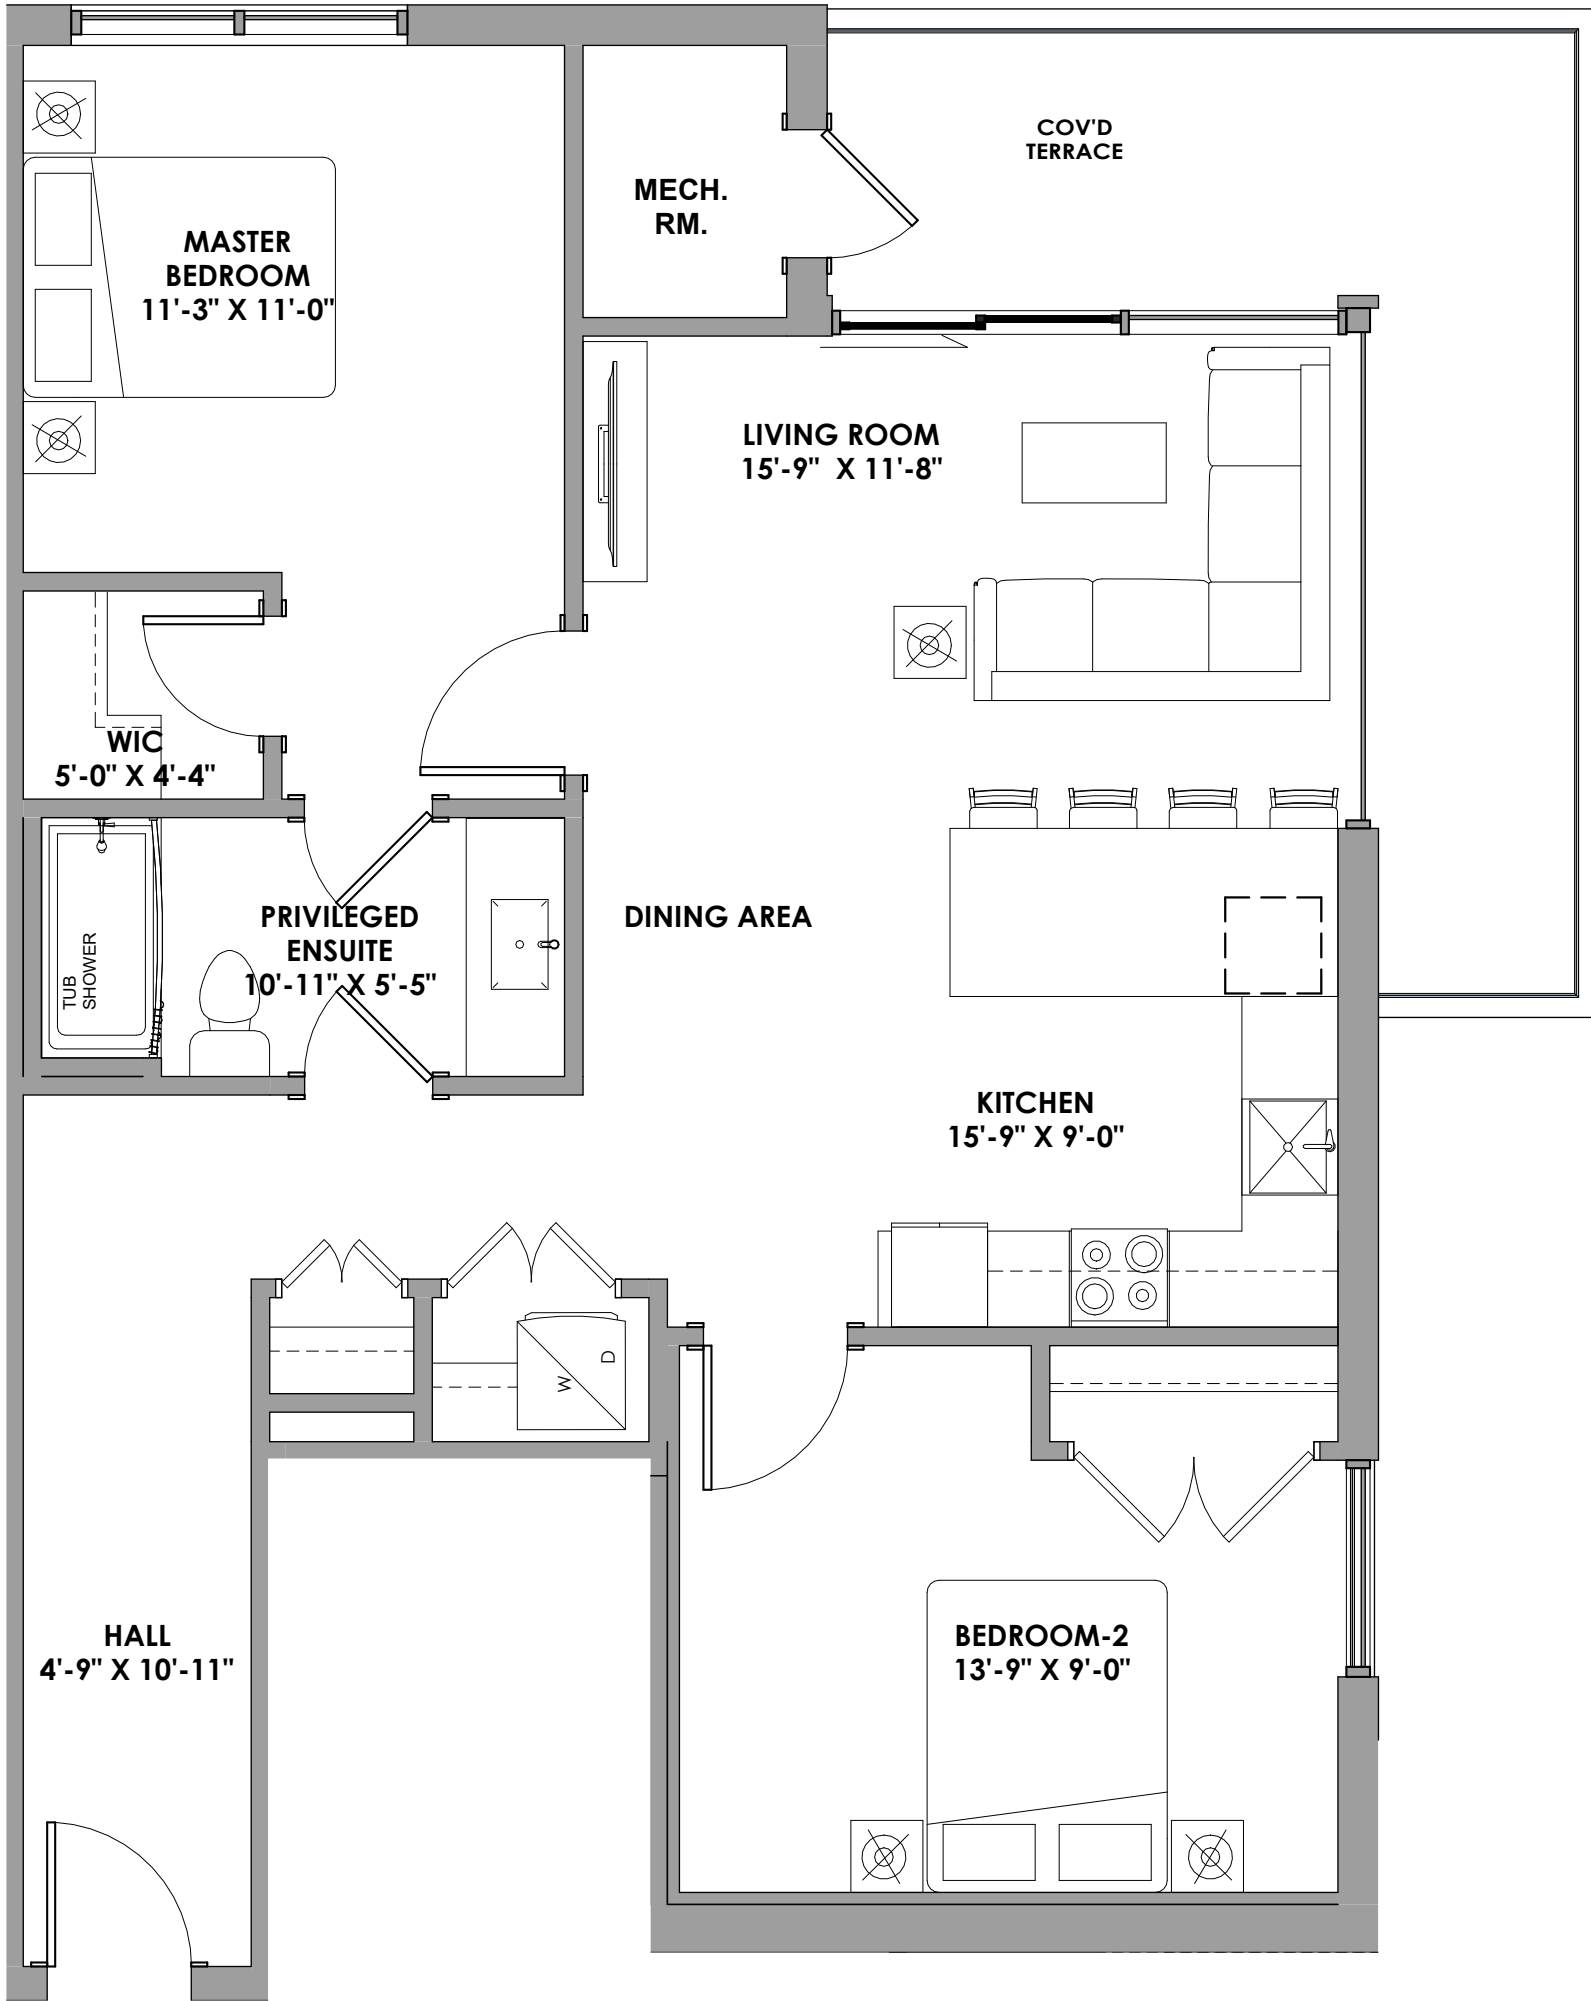 COV'D
TERRACE
MECH.
RM.
MASTER
BEDROOM
11'-3" X 11'-0"
LIVING ROOM
15'-9" X 11'-8"
WIC
5'-0" X 4'-4"
PRIVILEGED
ENSUITE
10'-11" X 5'-5"
DINING AREA
TUB
SHOWER
KITCHEN
15'-9" X 9'-0"
D
W
HALL
4'-9" X 10'-11"
BEDROOM-2
13'-9" X 9'-0"